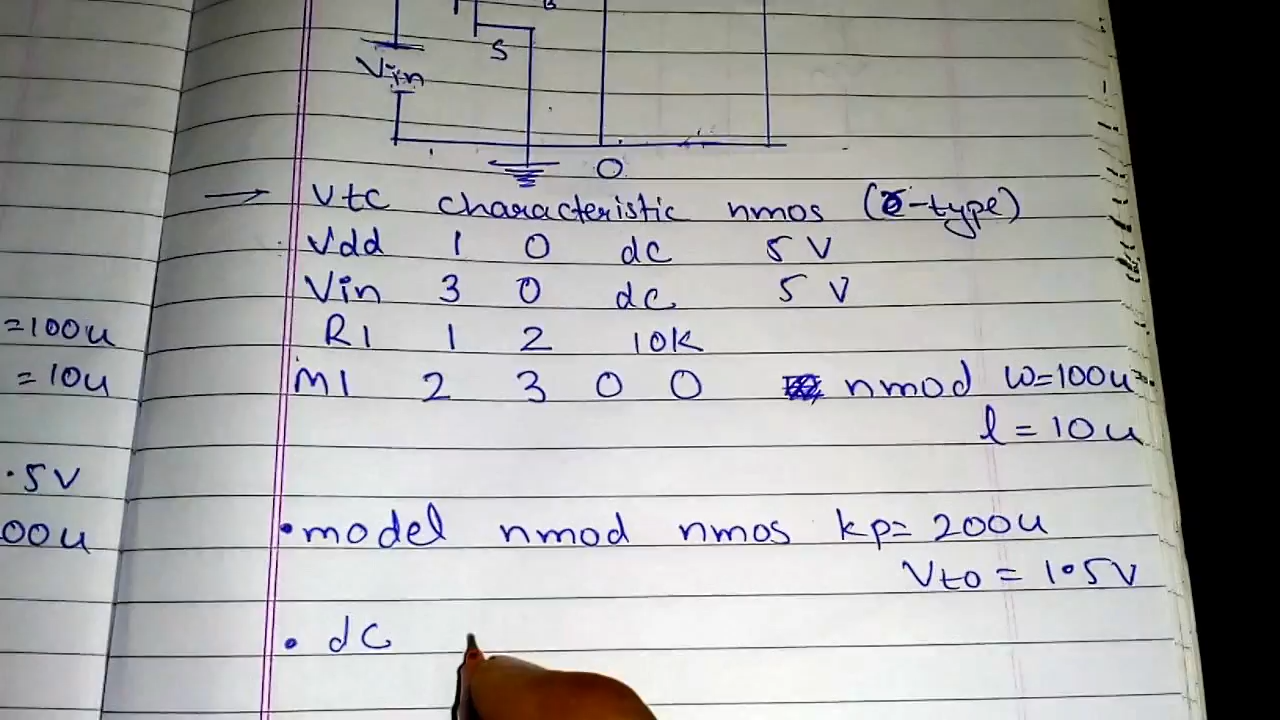 B
S
Vin
0
→ Vtc characteristic nmos (e-type)
Vdd 1 0 dc 5 V
Vin 3 0 dc 5 V
=100u
R1 1 2 10K
=10u
M1 2 3 0 0 nmod w=100u
l=10u
.5V
.model nmod nmos kp=200u
00u
Vto=1.5V
.dc